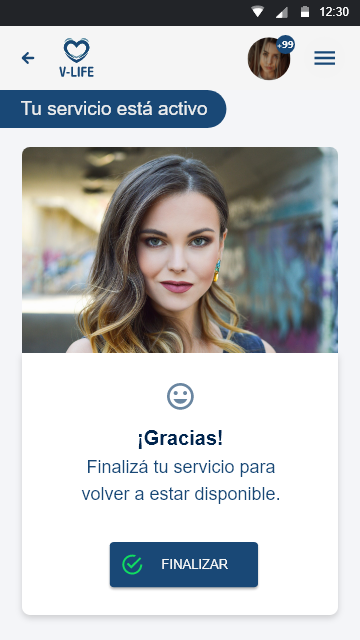 12:30
V-LIFE
+99
Tu servicio está activo
¡Gracias!
Finalizá tu servicio para
volver a estar disponible.
FINALIZAR